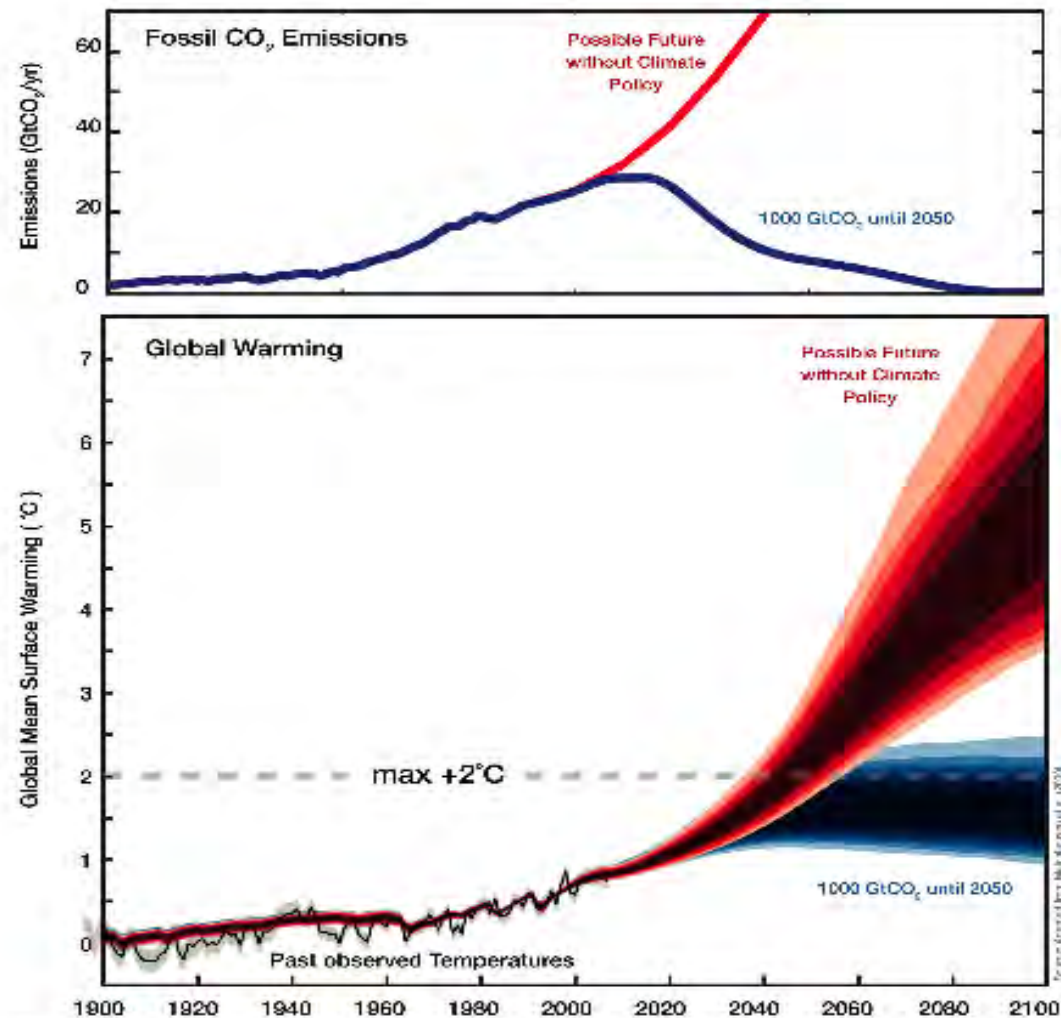 Fossil CO₂ Emissions
Possible Future
without Climate
Policy
1000 GtCO₂ until 2050
Emissions (GtCO₂/yr)
60
40
20
0
Global Warming
Possible Future
without Climate
Policy
max +2°C
1000 GtCO₂ until 2050
Past observed Temperatures
Global Mean Surface Warming (°C)
7
6
5
4
3
2
1
0
1900 1920 1940 1960 1980 2000 2020 2040 2060 2080 2100